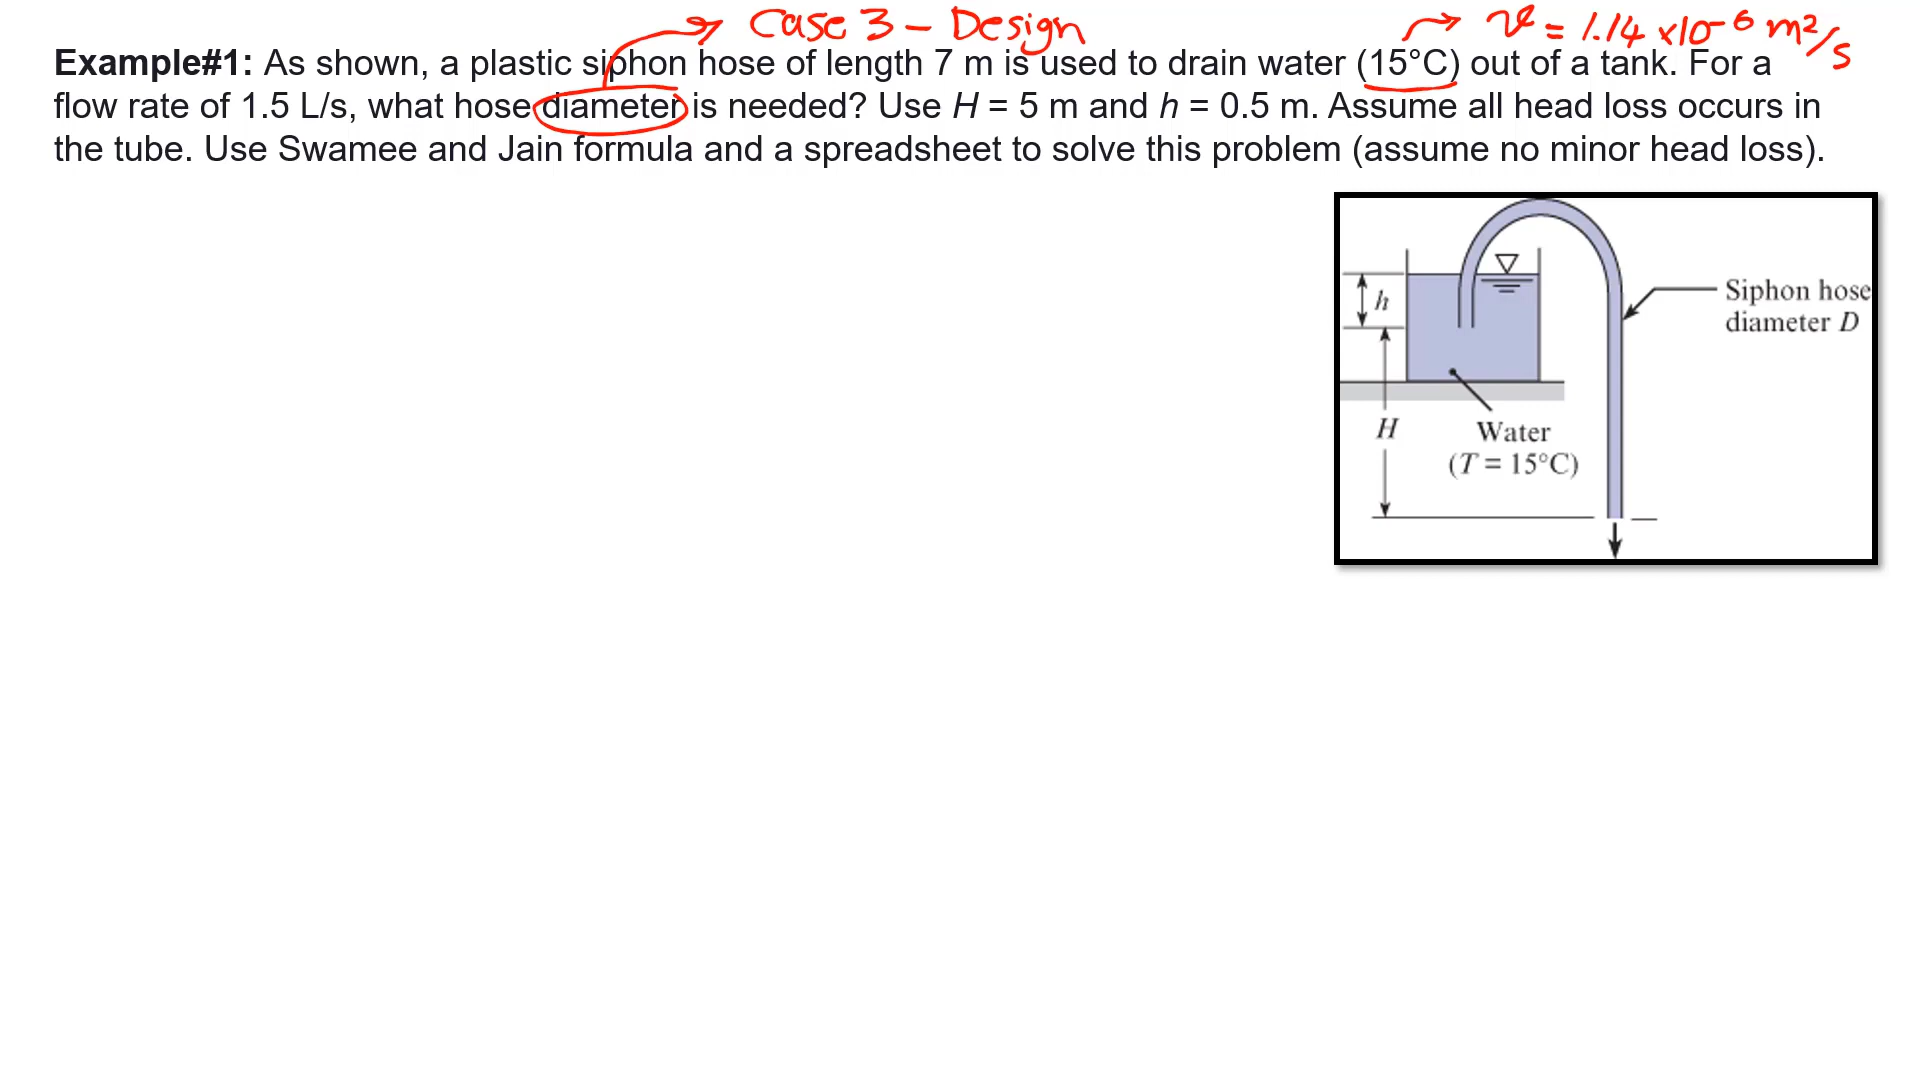 Case 3 - Design
ν = 1.14 x10-6 m2/s
Example#1: As shown, a plastic siphon hose of length 7 m is used to drain water (15°C) out of a tank. For a
flow rate of 1.5 L/s, what hose diameter is needed? Use H = 5 m and h = 0.5 m. Assume all head loss occurs in
the tube. Use Swamee and Jain formula and a spreadsheet to solve this problem (assume no minor head loss).
h
Siphon hose
diameter D
H
Water
(T = 15°C)